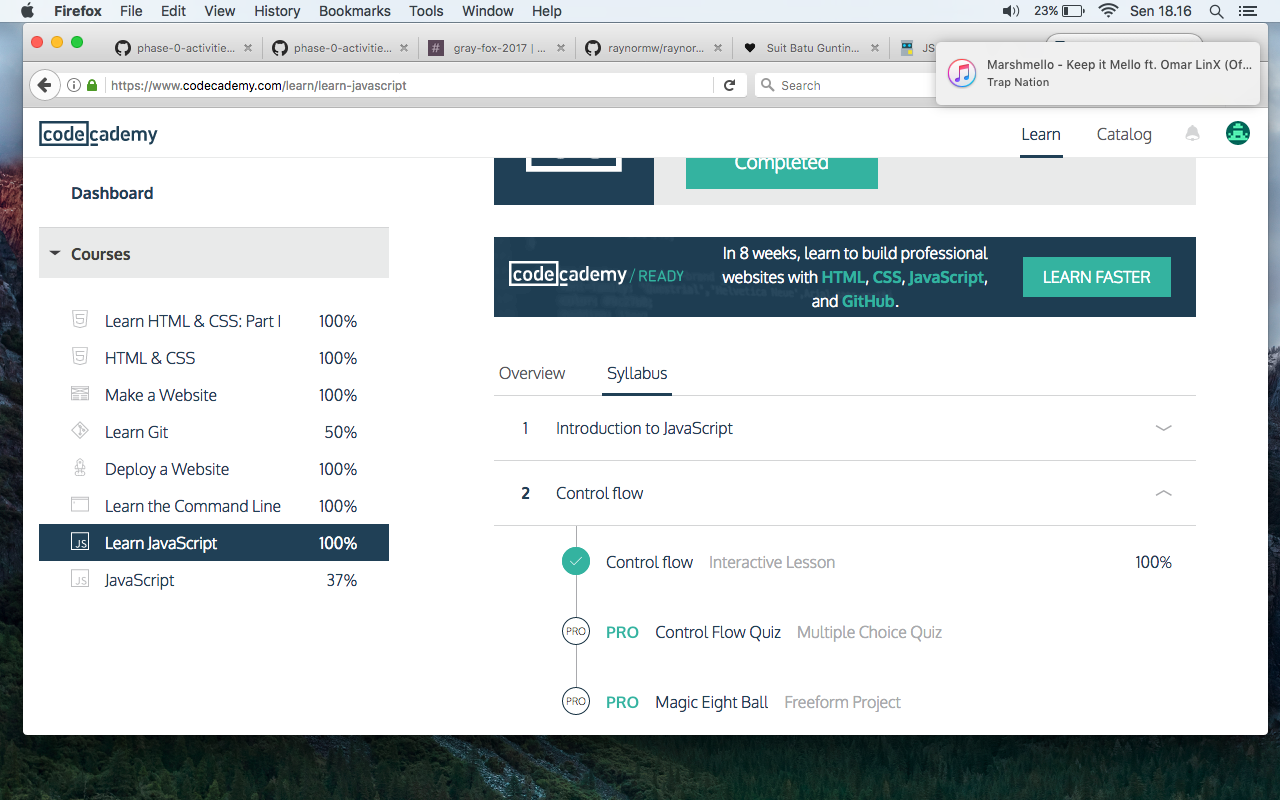 Firefox File Edit View History Bookmarks Tools Window Help 23% Sen 18.16
phase-0-activitie... phase-0-activitie... gray-fox-2017 | ... raynormw/raynor... Suit Batu Guntin... JS
Marshmello - Keep it Mello ft. Omar LinX (Of...
Trap Nation
https://www.codecademy.com/learn/learn-javascript Search
codecademy Learn Catalog
Completed
Dashboard
Courses
Learn HTML & CSS: Part I 100%
HTML & CSS 100%
Make a Website 100%
Learn Git 50%
Deploy a Website 100%
Learn the Command Line 100%
JS Learn JavaScript 100%
JS JavaScript 37%
codecademy / READY
In 8 weeks, learn to build professional
websites with HTML, CSS, JavaScript,
and GitHub.
LEARN FASTER
Overview Syllabus
1 Introduction to JavaScript
2 Control flow
Control flow Interactive Lesson 100%
PRO PRO Control Flow Quiz Multiple Choice Quiz
PRO PRO Magic Eight Ball Freeform Project